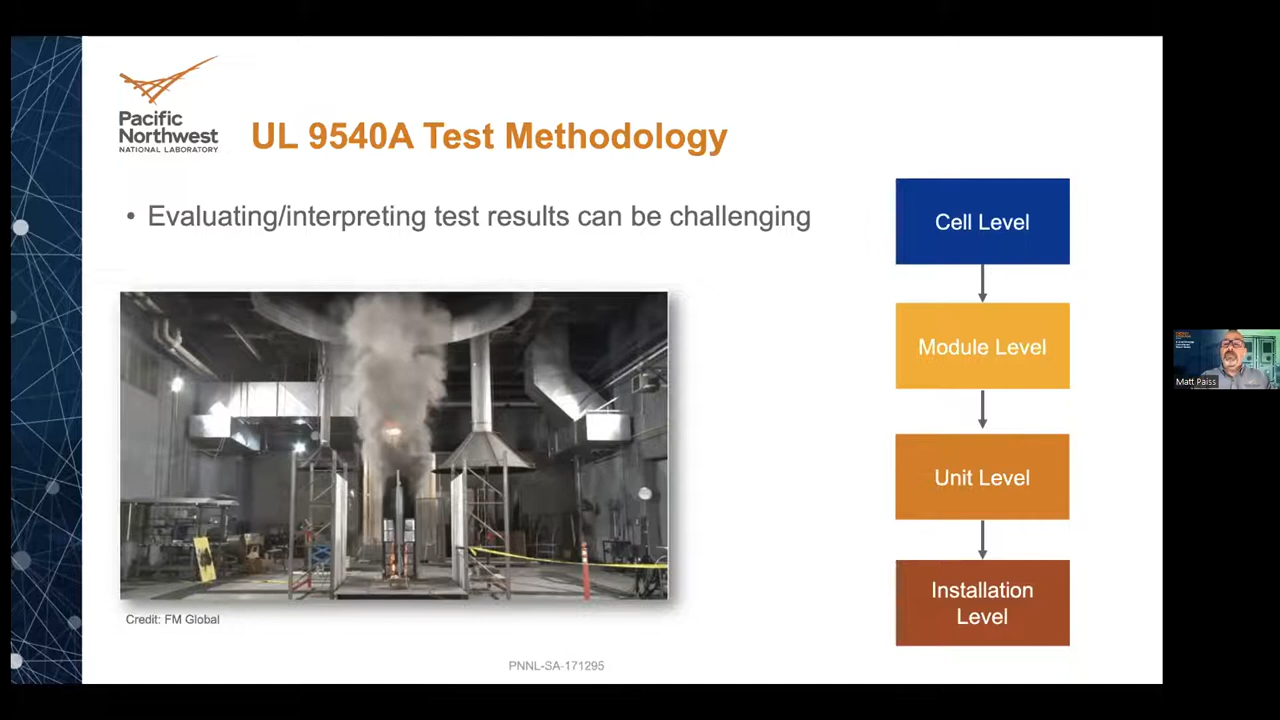 Pacific
Northwest
NATIONAL LABORATORY
UL 9540A Test Methodology
• Evaluating/interpreting test results can be challenging
Cell Level
Module Level
Unit Level
Installation
Level
Credit: FM Global
PNNL-SA-171295
Matt Paiss